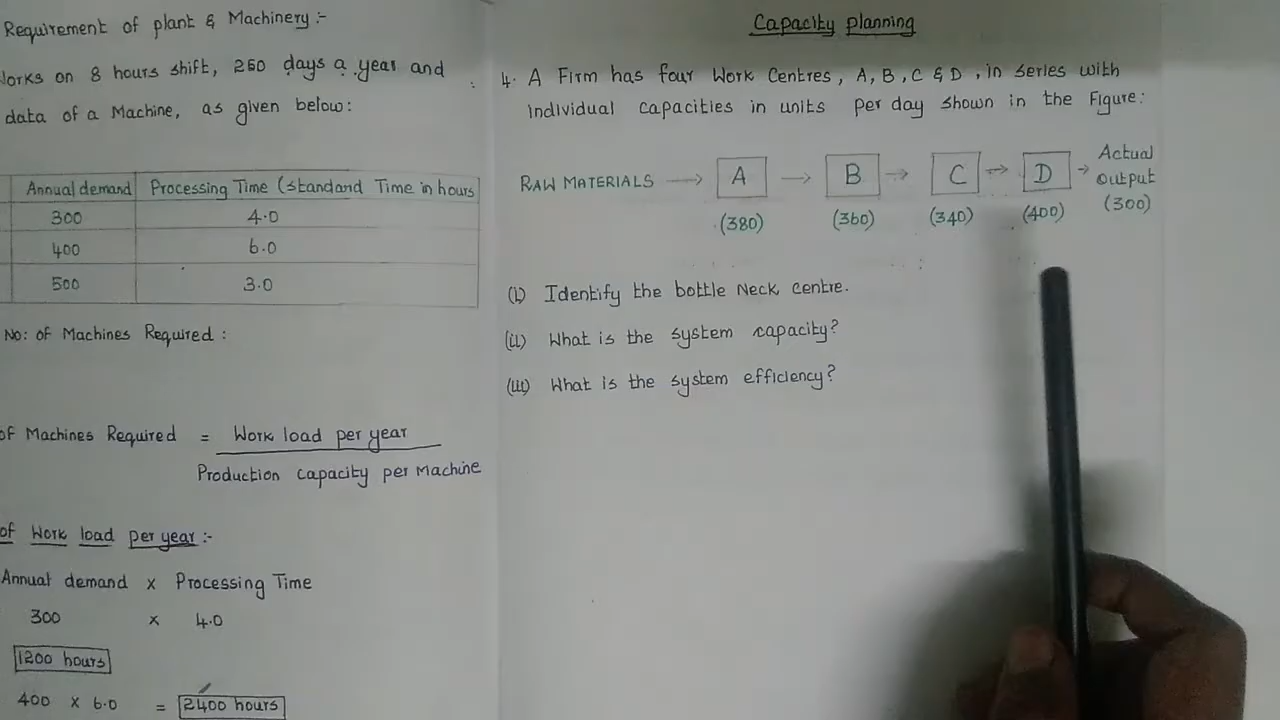 Requirement of plant & Machinery :-
Works on 8 hours shift, 250 days a year and
data of a Machine, as given below:
Annual demand Processing Time (Standand Time in hours
300 4.0
400 6.0
500 3.0
No: of Machines Required :
of Machines Required = Work load per year
Production capacity per Machine
of Work load per year :-
Annual demand x Processing Time
300 x 4.0
1200 hours
400 x 6.0 = 2400 hours
Capacity planning
4. A Firm has four Work Centres, A, B, C & D, in series with
individual capacities in units per day shown in the Figure:
RAW MATERIALS → A → B → C → D → Actual output (300)
(380) (360) (340) (400)
(i) Identify the bottle Neck centre.
(ii) What is the system capacity?
(iii) What is the system efficiency?